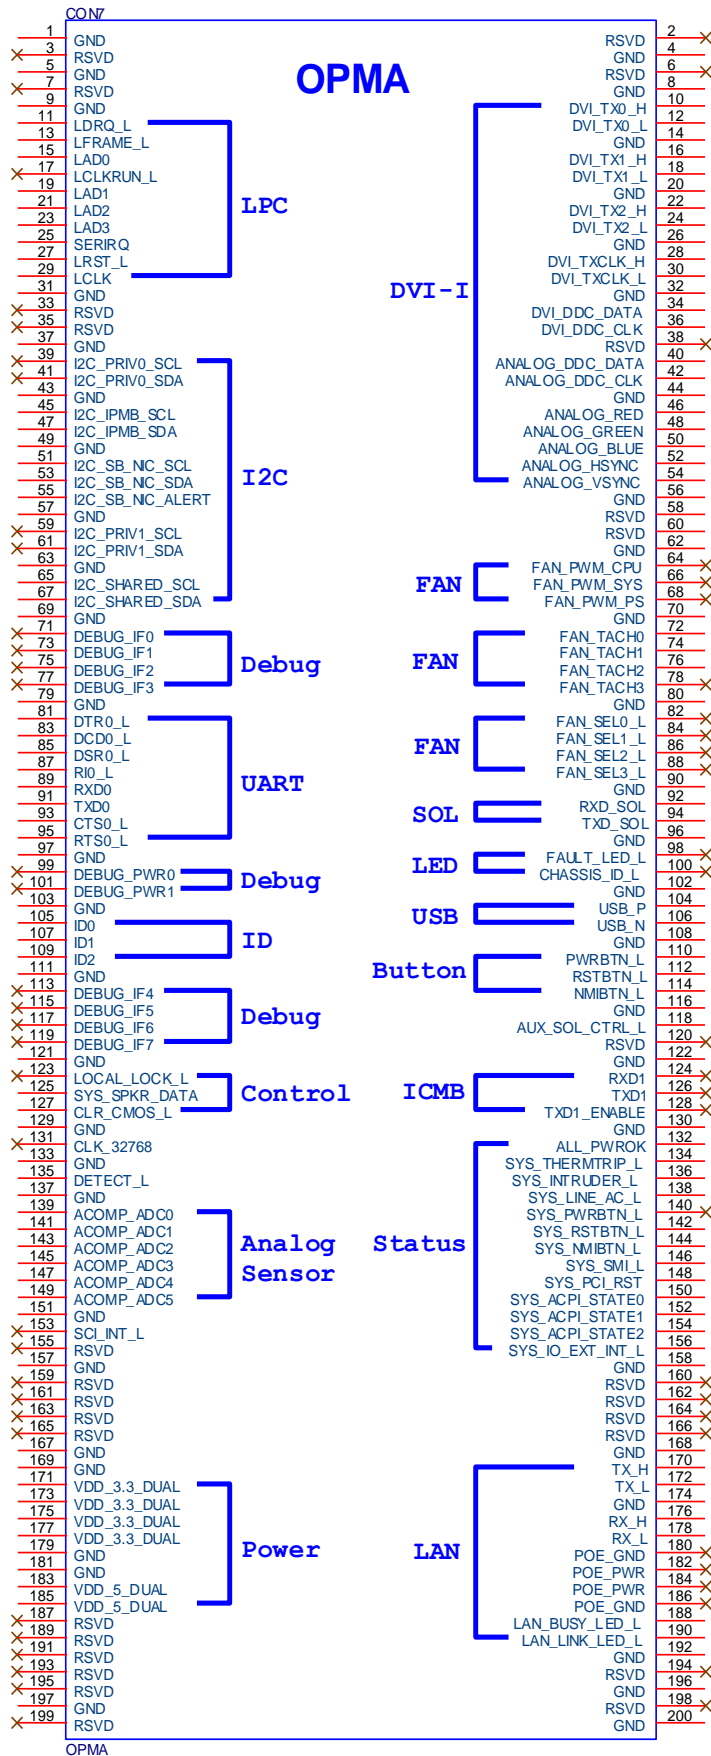 CON7
OPMA
1 GND
3 RSVD
5 GND
7 RSVD
9 GND
11 LDRQ_L
13 LFRAME_L
15 LAD0
17 LCLKRUN_L
19 LAD1
21 LAD2
23 LAD3
25 SERIRQ
27 LRST_L
29 LCLK
LPC
31 GND
33 RSVD
35 RSVD
37 GND
39 I2C_PRIV0_SCL
41 I2C_PRIV0_SDA
43 GND
45 I2C_IPMB_SCL
47 I2C_IPMB_SDA
49 GND
51 I2C_SB_NIC_SCL
53 I2C_SB_NIC_SDA
55 I2C_SB_NIC_ALERT
57 GND
59 I2C_PRIV1_SCL
61 I2C_PRIV1_SDA
63 GND
65 I2C_SHARED_SCL
67 I2C_SHARED_SDA
I2C
69 GND
71 DEBUG_IF0
73 DEBUG_IF1
75 DEBUG_IF2
77 DEBUG_IF3
Debug
79 GND
81 DTR0_L
83 DCD0_L
85 DSR0_L
87 RI0_L
89 RXD0
91 TXD0
93 CTS0_L
95 RTS0_L
UART
97 GND
99 DEBUG_PWR0
101 DEBUG_PWR1
Debug
103 GND
105 ID0
107 ID1
109 ID2
ID
111 GND
113 DEBUG_IF4
115 DEBUG_IF5
117 DEBUG_IF6
119 DEBUG_IF7
Debug
121 GND
123 LOCAL_LOCK_L
125 SYS_SPKR_DATA
127 CLR_CMOS_L
Control
129 GND
131 CLK_32768
133 GND
135 DETECT_L
137 GND
139 ACOMP_ADC0
141 ACOMP_ADC1
143 ACOMP_ADC2
145 ACOMP_ADC3
147 ACOMP_ADC4
149 ACOMP_ADC5
Analog
Sensor
151 GND
153 SCI_INT_L
155 RSVD
157 GND
159 RSVD
161 RSVD
163 RSVD
165 RSVD
167 GND
169 GND
171 VDD_3.3_DUAL
173 VDD_3.3_DUAL
175 VDD_3.3_DUAL
177 VDD_3.3_DUAL
179 GND
181 GND
183 VDD_5_DUAL
185 VDD_5_DUAL
Power
187 RSVD
189 RSVD
191 RSVD
193 RSVD
195 RSVD
197 GND
199 RSVD
RSVD 2
GND 4
RSVD 6
GND 8
DVI_TX0_H 10
DVI_TX0_L 12
GND 14
DVI_TX1_H 16
DVI_TX1_L 18
GND 20
DVI_TX2_H 22
DVI_TX2_L 24
GND 26
DVI_TXCLK_H 28
DVI_TXCLK_L 30
GND 32
DVI_DDC_DATA 34
DVI_DDC_CLK 36
RSVD 38
ANALOG_DDC_DATA 40
ANALOG_DDC_CLK 42
GND 44
ANALOG_RED 46
ANALOG_GREEN 48
ANALOG_BLUE 50
ANALOG_HSYNC 52
ANALOG_VSYNC 54
DVI-I
GND 56
RSVD 58
RSVD 60
GND 62
FAN_PWM_CPU 64
FAN_PWM_SYS 66
FAN_PWM_PS 68
FAN
GND 70
FAN_TACH0 72
FAN_TACH1 74
FAN_TACH2 76
FAN_TACH3 78
FAN
GND 80
FAN_SEL0_L 82
FAN_SEL1_L 84
FAN_SEL2_L 86
FAN_SEL3_L 88
FAN
GND 90
RXD_SOL 92
TXD_SOL 94
SOL
GND 96
FAULT_LED_L 98
CHASSIS_ID_L 100
LED
GND 102
USB_P 104
USB_N 106
USB
GND 108
PWRBTN_L 110
RSTBTN_L 112
NMIBTN_L 114
Button
GND 116
AUX_SOL_CTRL_L 118
RSVD 120
GND 122
RXD1 124
TXD1 126
TXD1_ENABLE 128
ICMB
GND 130
ALL_PWROK 132
SYS_THERMTRIP_L 134
SYS_INTRUDER_L 136
SYS_LINE_AC_L 138
SYS_PWRBTN_L 140
SYS_RSTBTN_L 142
SYS_NMIBTN_L 144
SYS_SMI_L 146
SYS_PCI_RST 148
SYS_ACPI_STATE0 150
SYS_ACPI_STATE1 152
SYS_ACPI_STATE2 154
SYS_IO_EXT_INT_L 156
Status
GND 158
RSVD 160
RSVD 162
RSVD 164
RSVD 166
GND 168
TX_H 170
TX_L 172
GND 174
RX_H 176
RX_L 178
POE_GND 180
POE_PWR 182
POE_PWR 184
POE_GND 186
LAN_BUSY_LED_L 188
LAN_LINK_LED_L 190
LAN
GND 192
RSVD 194
GND 196
RSVD 198
GND 200
OPMA